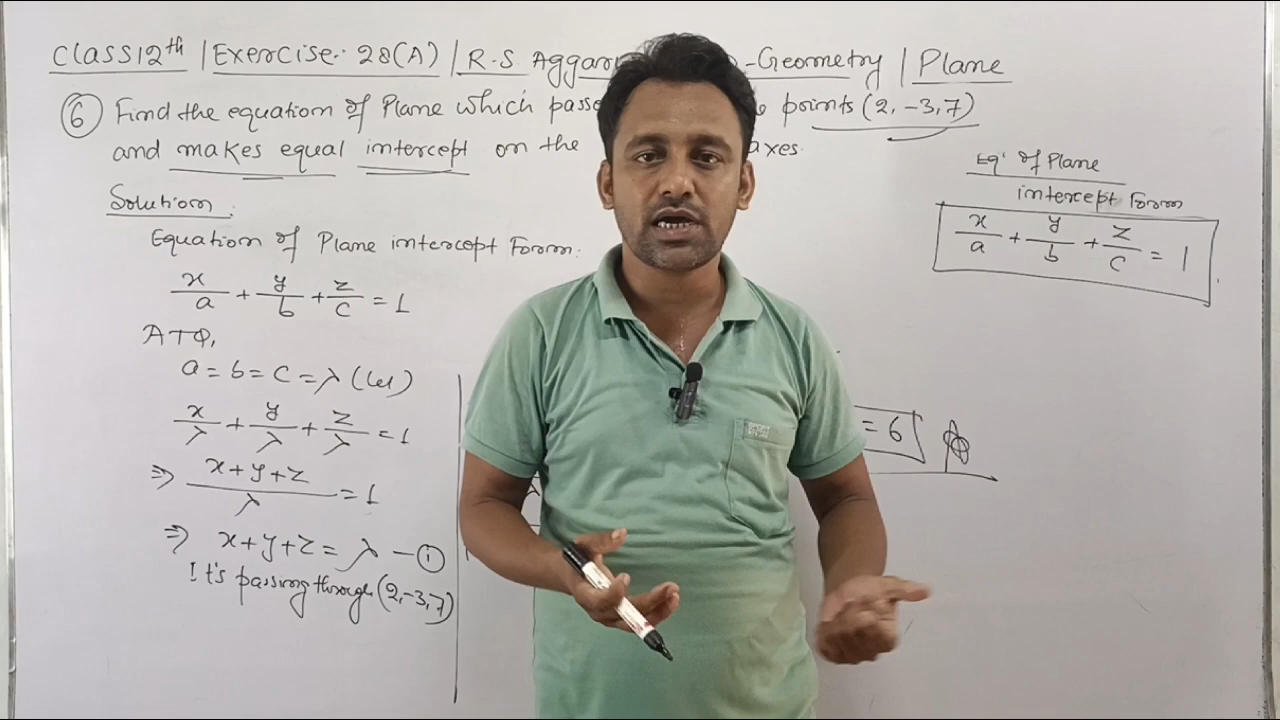 Class 12th | Exercise: 28(A) | R.S. Aggar -Geometry | Plane
6 Find the equation of Plane which pass points (2, -3, 7)
and makes equal intercept on the axes.
Solution:
Equation of Plane intercept Form:
x/a + y/b + z/c = 1
ATQ,
a = b = c = λ (let)
x/λ + y/λ + z/λ = 1
⇒ x+y+z/λ = 1
⇒ x+y+z = λ — ①
It's passing through (2, -3, 7)
= 6
Eqⁿ of Plane
intercept Form
x/a + y/b + z/c = 1